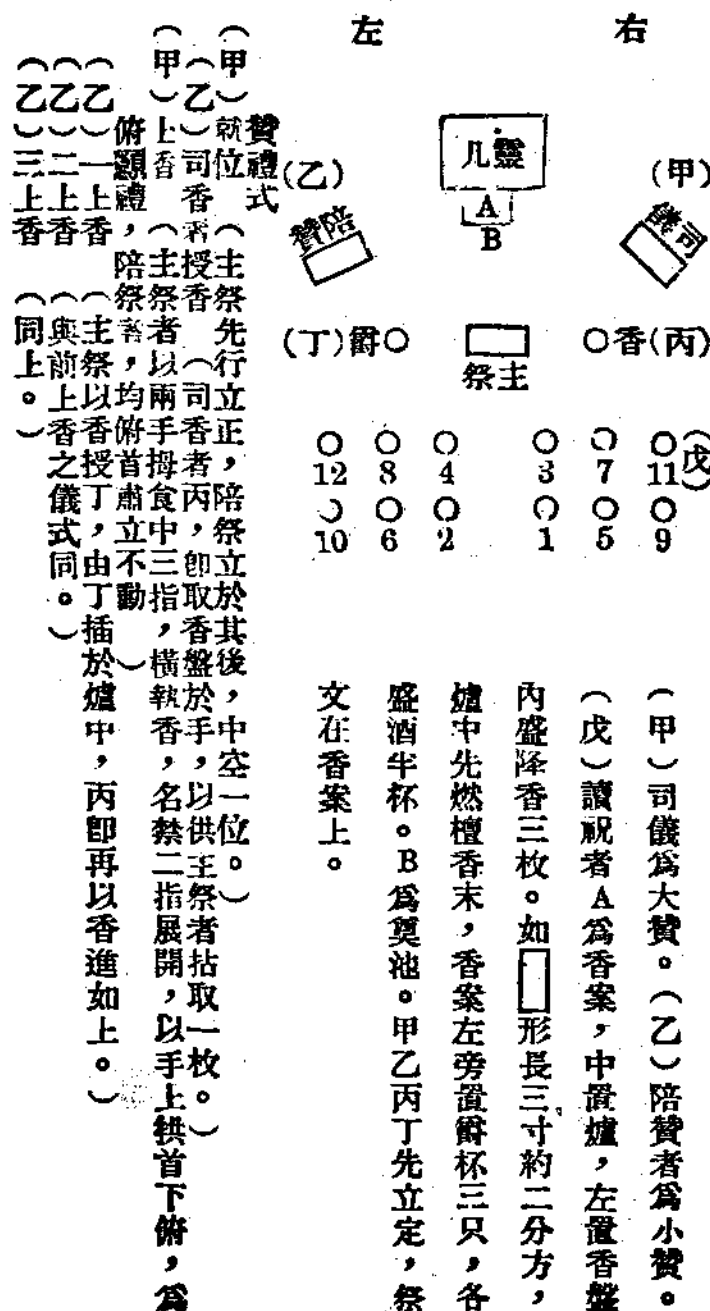 右
左
靈几
A
B
(甲)
司儀
(乙)
陪贊
主祭
○香(丙)
(丁)爵○
(戊)
11 7 3 4 8 12
9 5 1 2 6 10
(甲)司儀爲大贊。(乙)陪贊者爲小贊。
(戊)讀祝者A爲香案,中置爐,左置香盤
內盛降香三枚。如▯形長三寸約二分方,
爐中先燃檀香末,香案左旁置爵杯三只,各
盛酒半杯。B爲奠池。甲乙丙丁先立定,祭
文在香案上。
贊禮式
(甲)就位 (主祭先行立正,陪祭立於其後,中空一位。)
(乙)司香者授香 (司香者丙,卽取香盤於手,以供主祭者拈取一枚。)
(甲)上香 (主祭者以兩手拇食中三指,橫執香,名禁二指展開,以手上拱首下俯,爲
俯顙禮,陪祭者,均俯首肅立不動)
(乙)一上香 (主祭以香授丁,由丁插於爐中,丙卽再以香進如上。)
(乙)二上香 (與前上香之儀式同。)
(乙)三上香 (同上。)